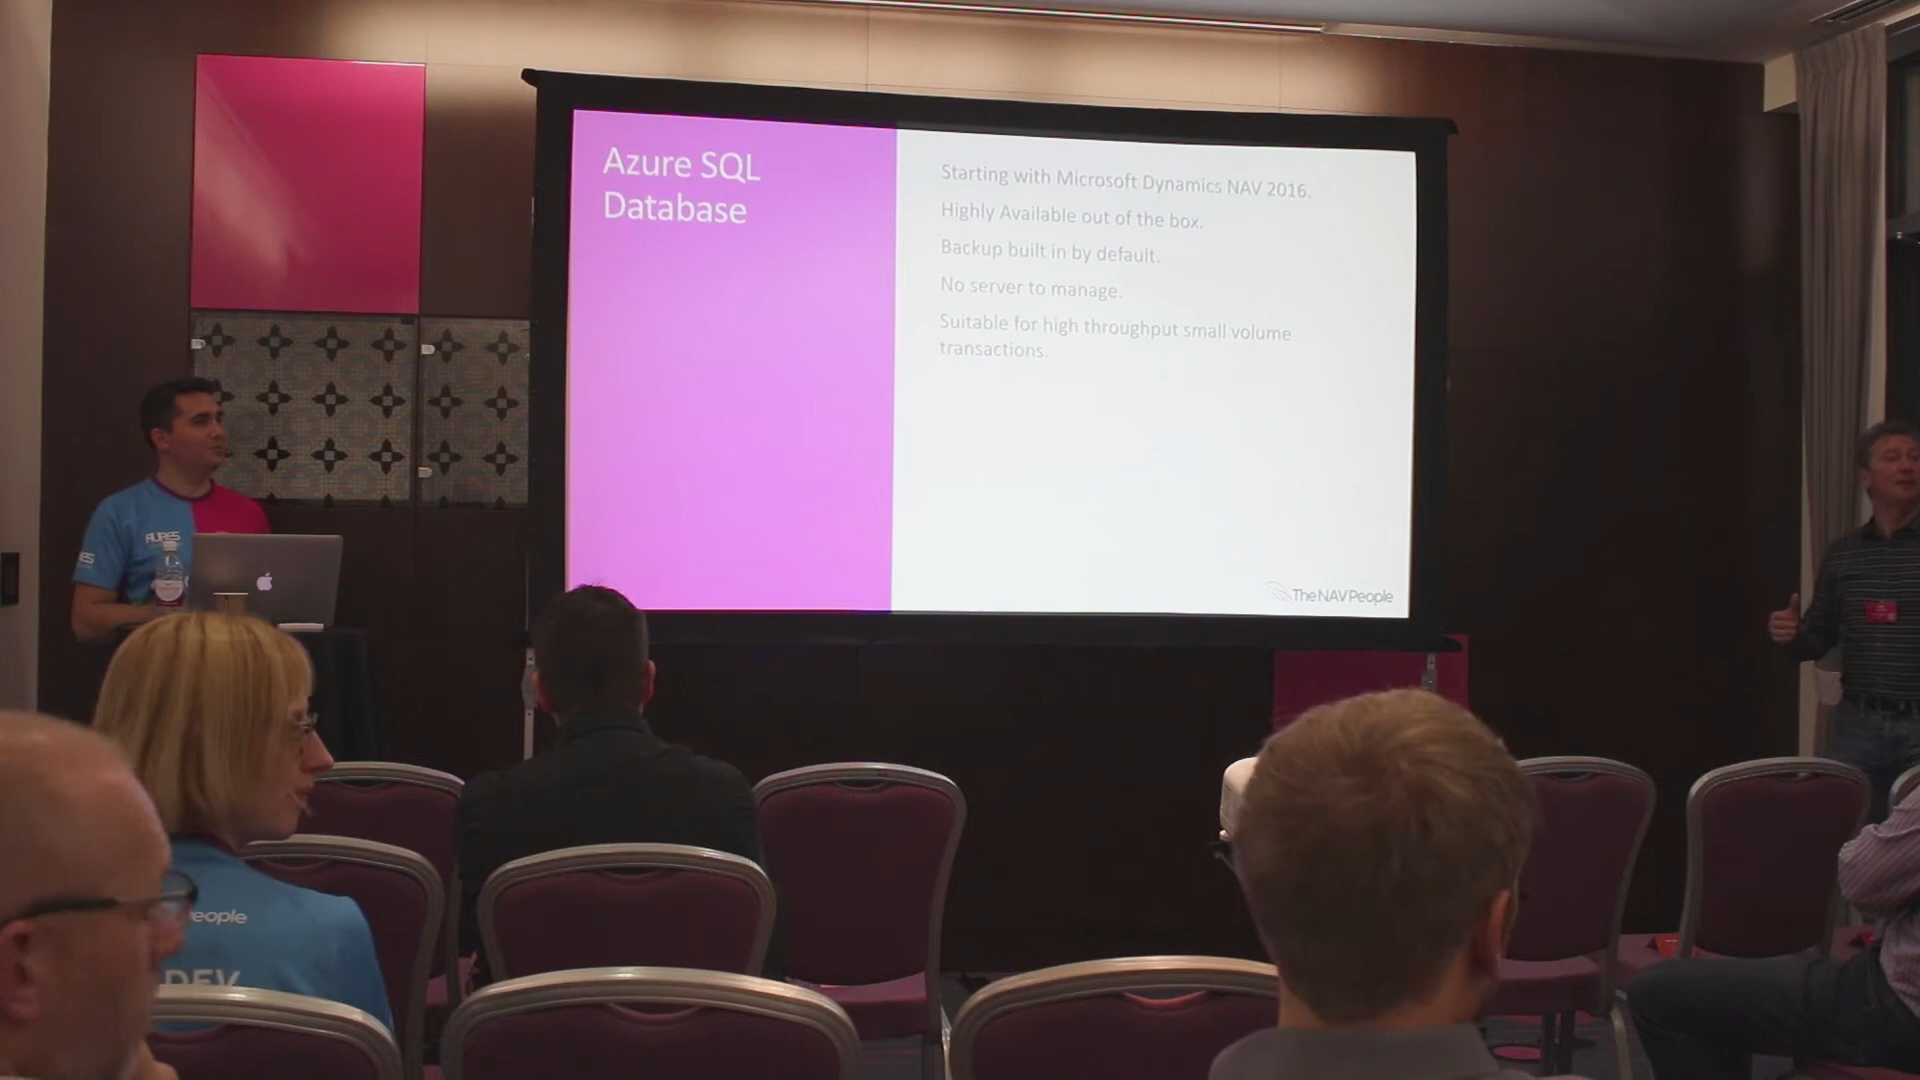 Azure SQL
Database
Starting with Microsoft Dynamics NAV 2016.
Highly Available out of the box.
Backup built in by default.
No server to manage.
Suitable for high throughput small volume
transactions.
The NAV People
eople
DEV